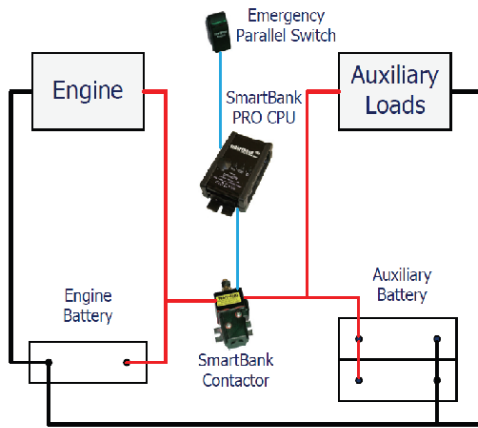 Emergency
Parallel Switch
Engine
SmartBank
PRO CPU
Auxiliary
Loads
Engine
Battery
Auxiliary
Battery
SmartBank
Contactor